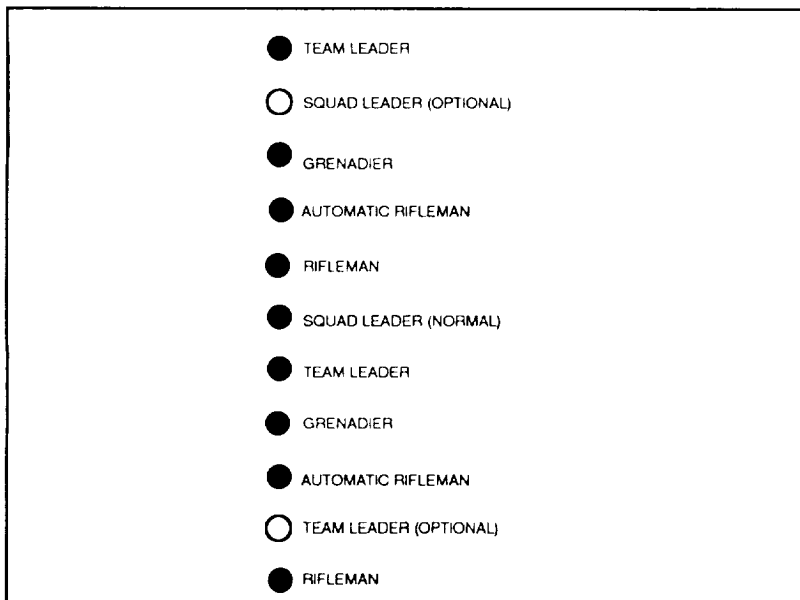 TEAM LEADER
SQUAD LEADER (OPTIONAL)
GRENADIER
AUTOMATIC RIFLEMAN
RIFLEMAN
SQUAD LEADER (NORMAL)
TEAM LEADER
GRENADIER
AUTOMATIC RIFLEMAN
TEAM LEADER (OPTIONAL)
RIFLEMAN